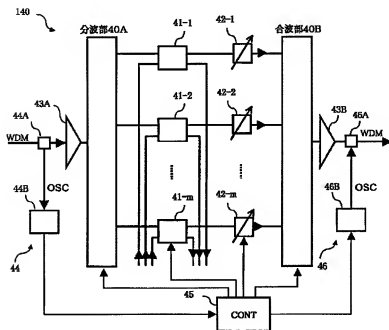 140
分波部40A
41-1
42-1
合波部40B
44A
43A
43B
46A
WDM
WDM
41-2
42-2
OSC
OSC
44B
46B
41-m
42-m
44
46
45
CONT